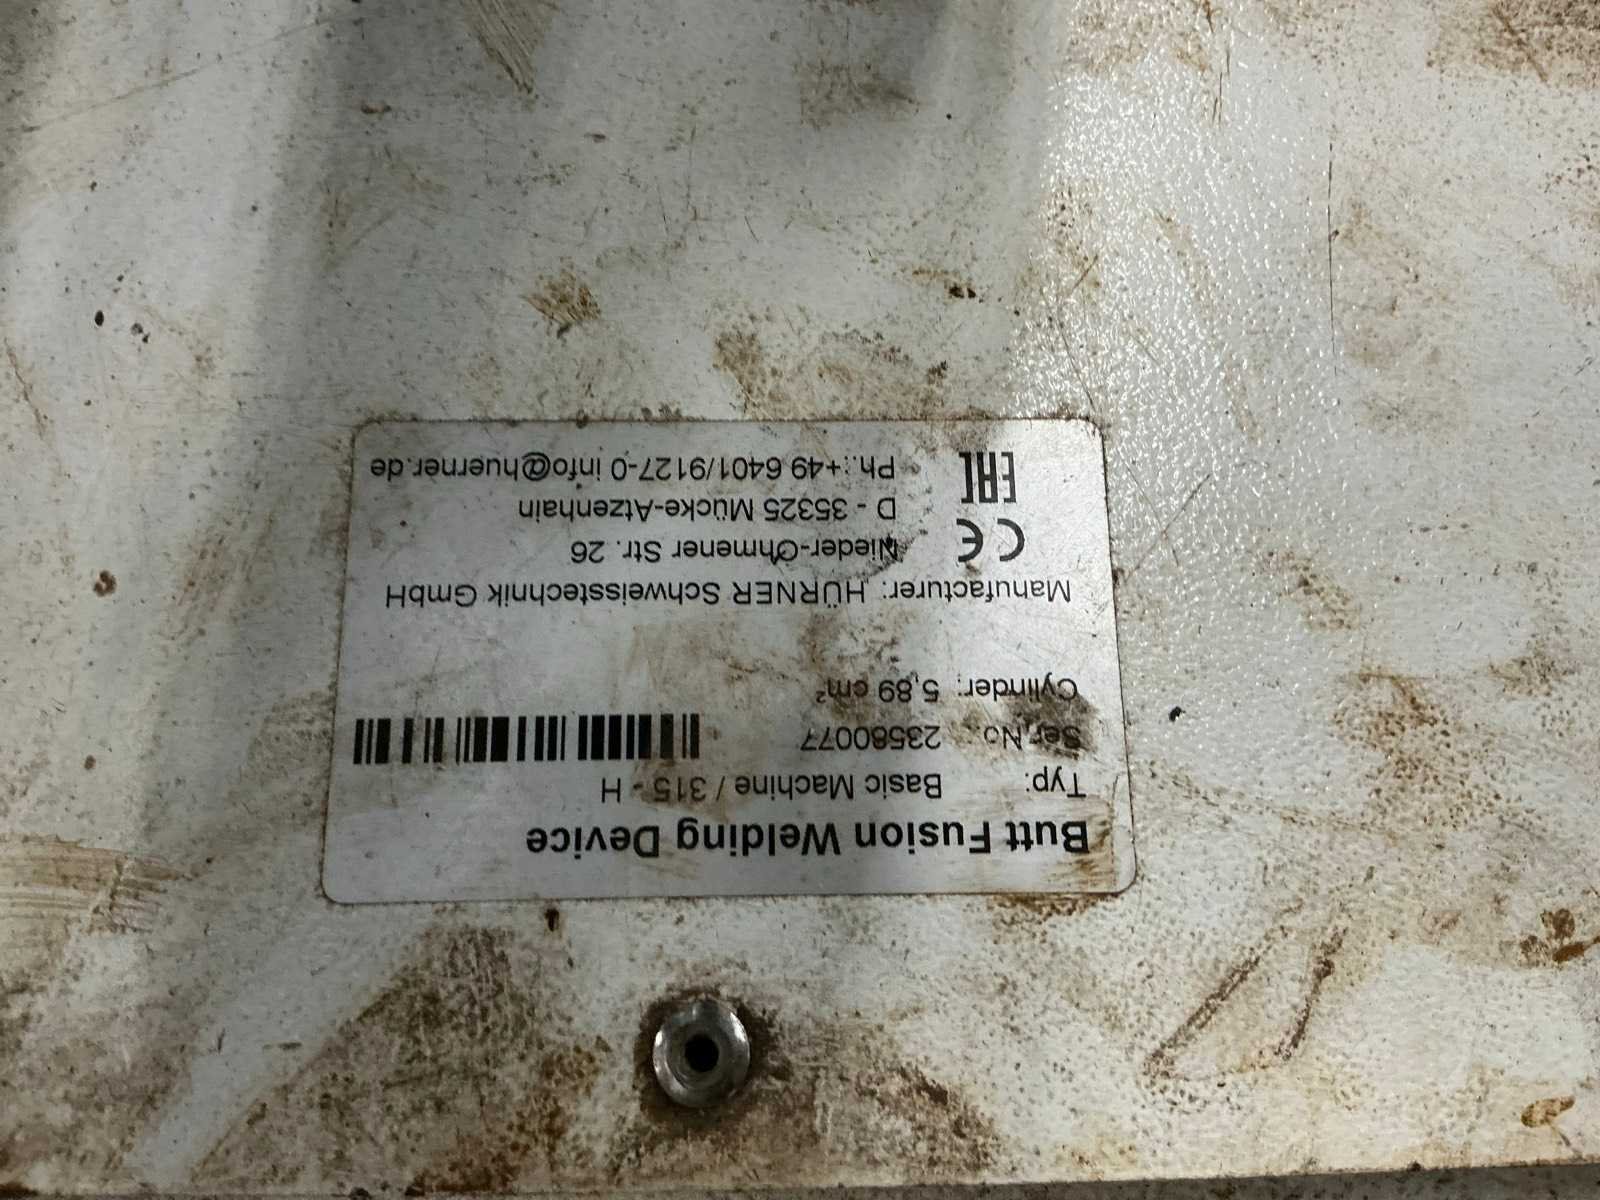 Butt Fusion Welding Device
Typ: Basic Machine / 315 - H
Ser.No.: 23580077
Cylinder: 5,89 cm²
Manufacturer: HÜRNER Schweisstechnik GmbH
CE Nieder-Ohmener Str. 26
D - 35325 Mücke-Atzenhain
EAC Ph.:+49 6401/9127-0 info@huerner.de